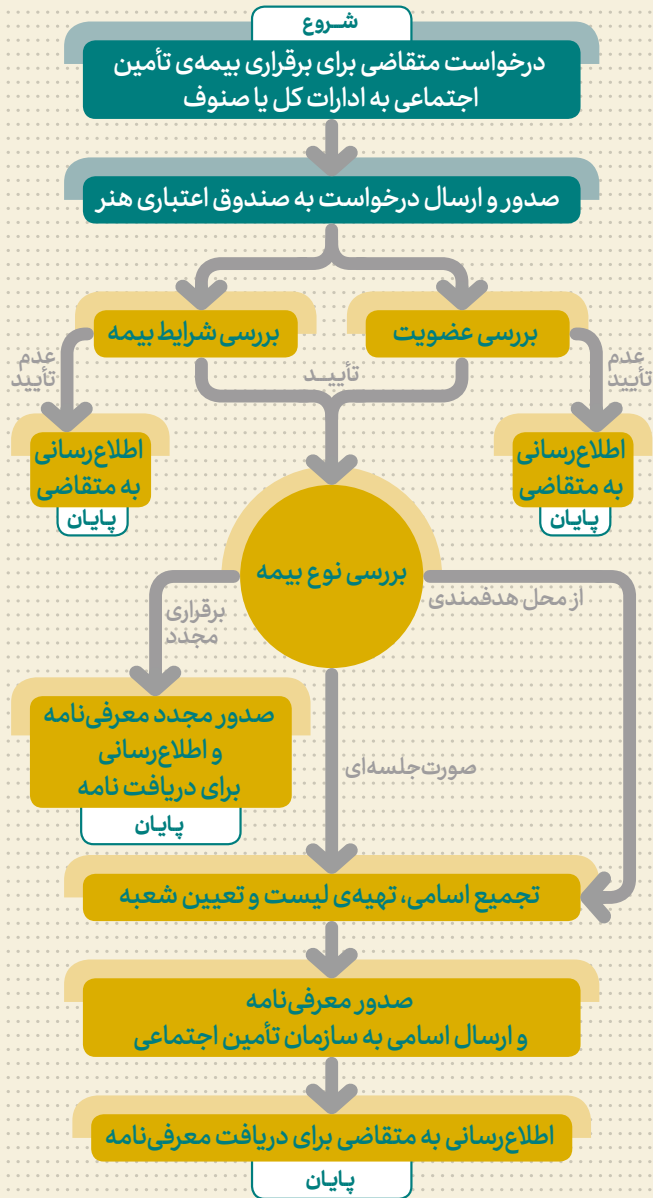 شــروع
درخواست متقاضی برای برقراری بیمه‌ی تأمین
اجتماعی به ادارات کل یا صنوف
صدور و ارسال درخواست به صندوق اعتباری هنر
بررسی عضویت
بررسی شرایط بیمه
عدم
تأیید
تأییــد
عدم
تأیید
اطلاع‌رسانی
به متقاضی
پایان
اطلاع‌رسانی
به متقاضی
پایان
بررسی نوع بیمه
از محل هدفمندی
برقراری
مجدد
صدور مجدد معرفی‌نامه
و اطلاع‌رسانی
برای دریافت نامه
پایان
صورت‌جلسه‌ای
تجمیع اسامی، تهیه‌ی لیست و تعیین شعبه
صدور معرفی‌نامه
و ارسال اسامی به سازمان تأمین اجتماعی
اطلاع‌رسانی به متقاضی برای دریافت معرفی‌نامه
پایان